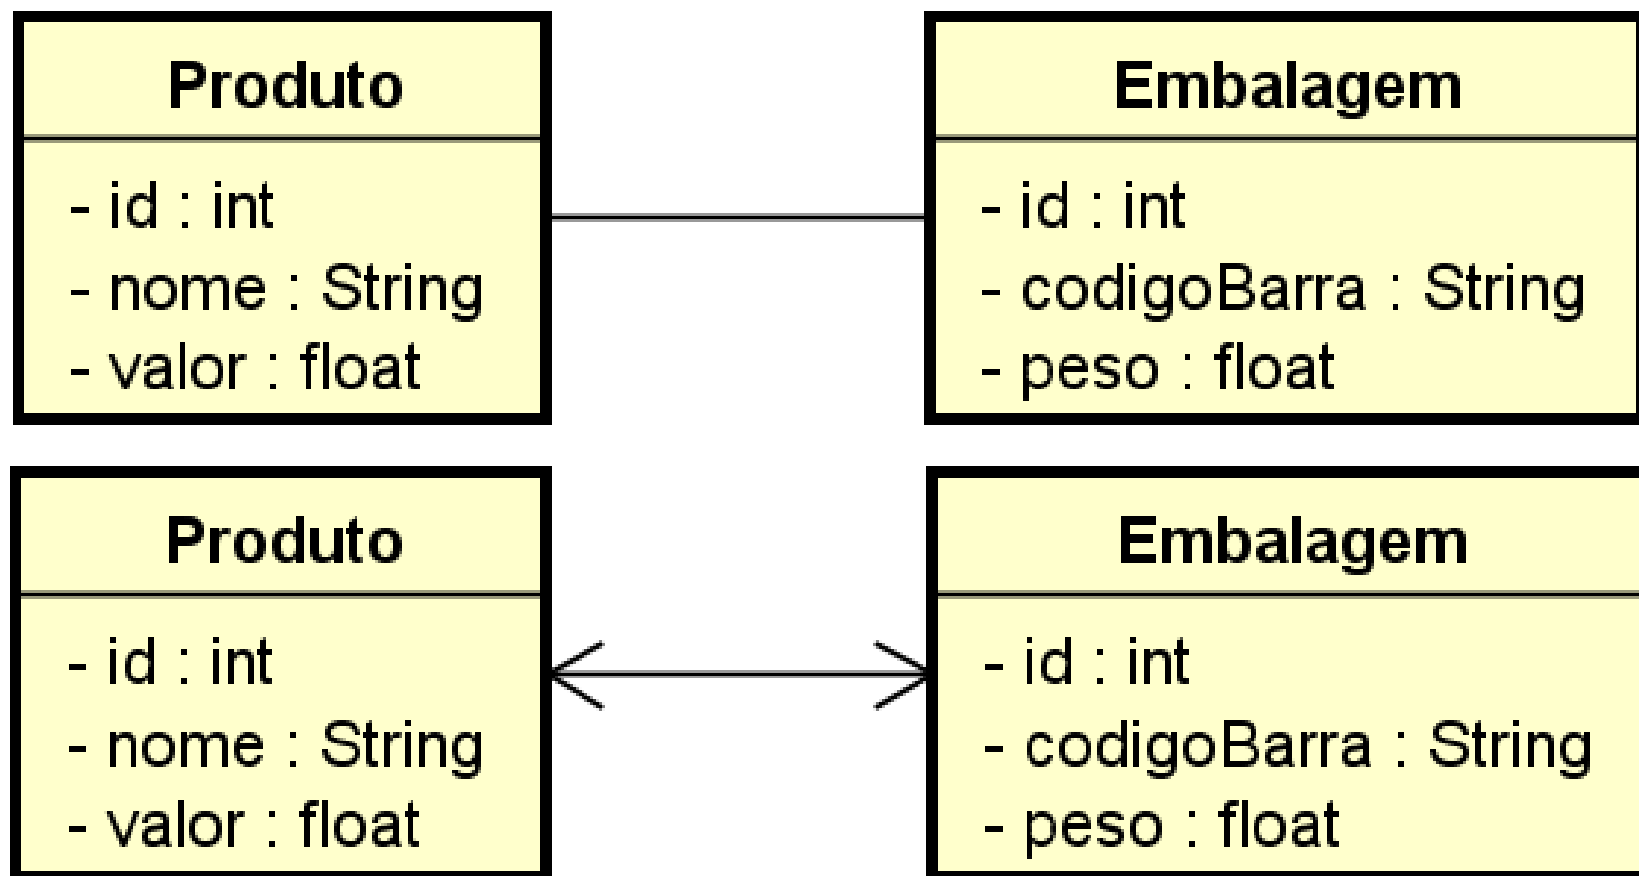 Produto
- id : int
- nome : String
- valor : float
Embalagem
- id : int
- codigoBarra : String
- peso : float
Produto
- id : int
- nome : String
- valor : float
Embalagem
- id : int
- codigoBarra : String
- peso : float